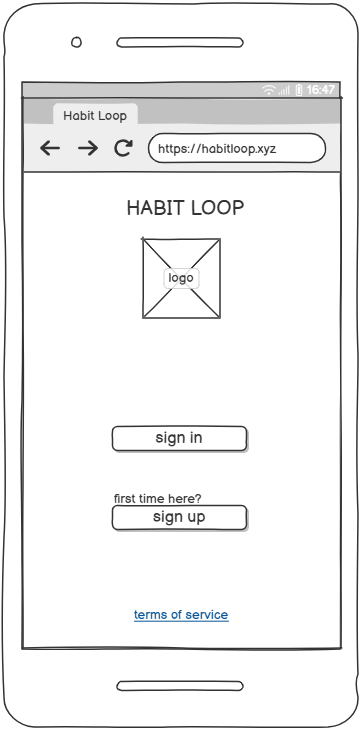 16:47
Habit Loop
https://habitloop.xyz
HABIT LOOP
logo
sign in
first time here?
sign up
terms of service